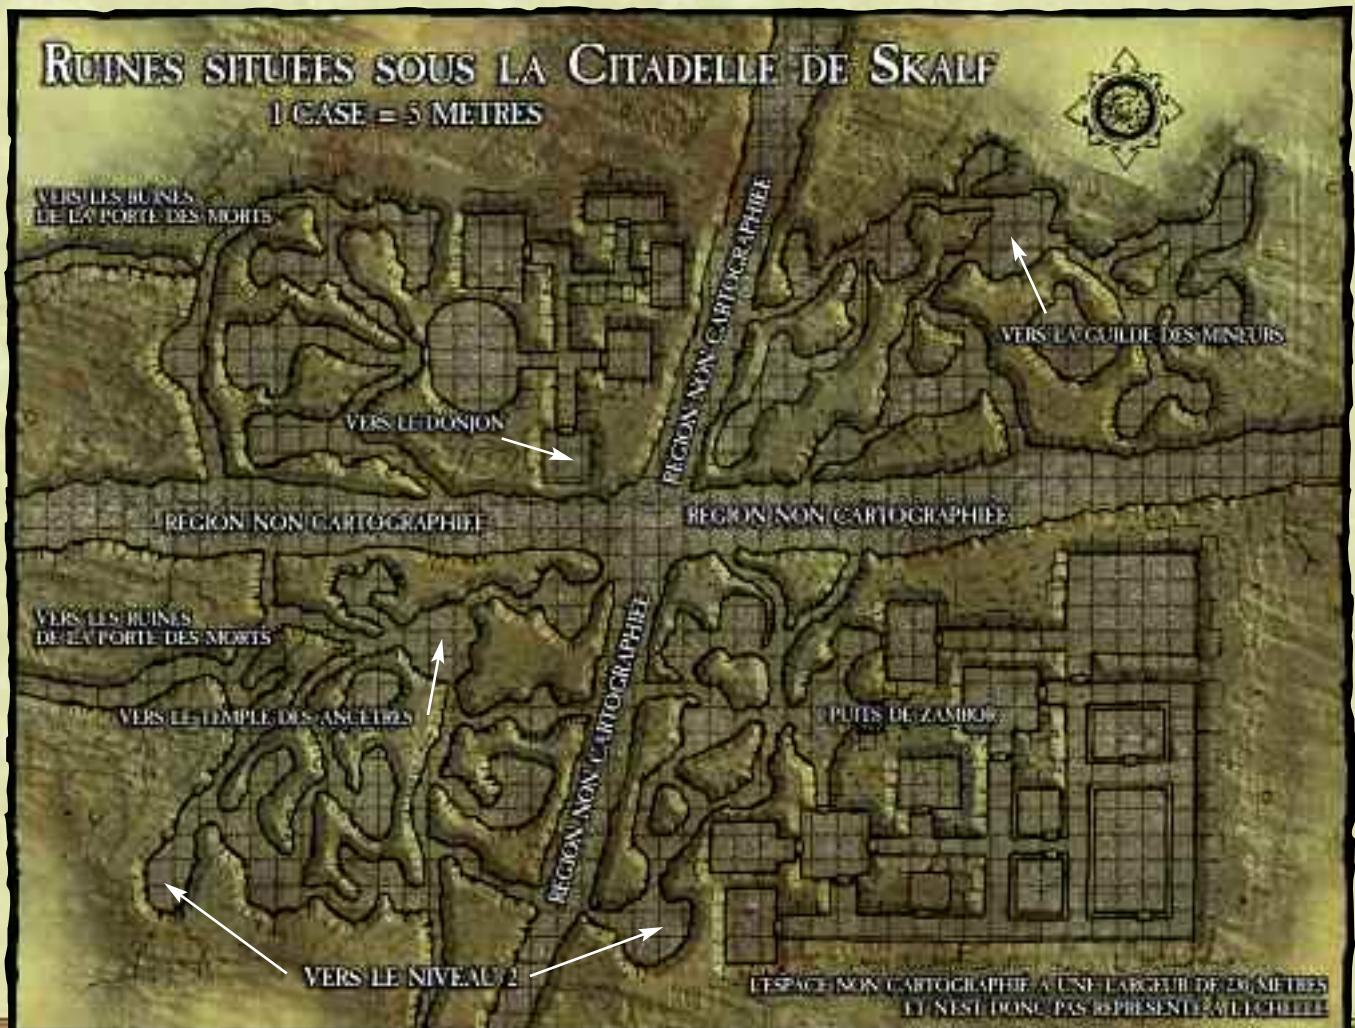 RUINES SITUÉES SOUS LA CITADELLE DE SKALF
1 CASE = 5 MÈTRES
VERS LES RUINES
DE LA PORTE DES MORTS
RÉGION NON CARTOGRAPHIÉE
VERS LA GUILDE DES MINEURS
VERS LE DONJON
RÉGION NON CARTOGRAPHIÉE
RÉGION NON CARTOGRAPHIÉE
VERS LES RUINES
DE LA PORTE DES MORTS
RÉGION NON CARTOGRAPHIÉE
VERS LE TEMPLE DES ANCÊTRES
PUITS DE ZAMBOR
VERS LE NIVEAU 2
L'ESPACE NON CARTOGRAPHIÉ A UNE LARGEUR DE MÈTRES
ET N'EST DONC PAS REPRÉSENTÉ À L'ÉCHELLE